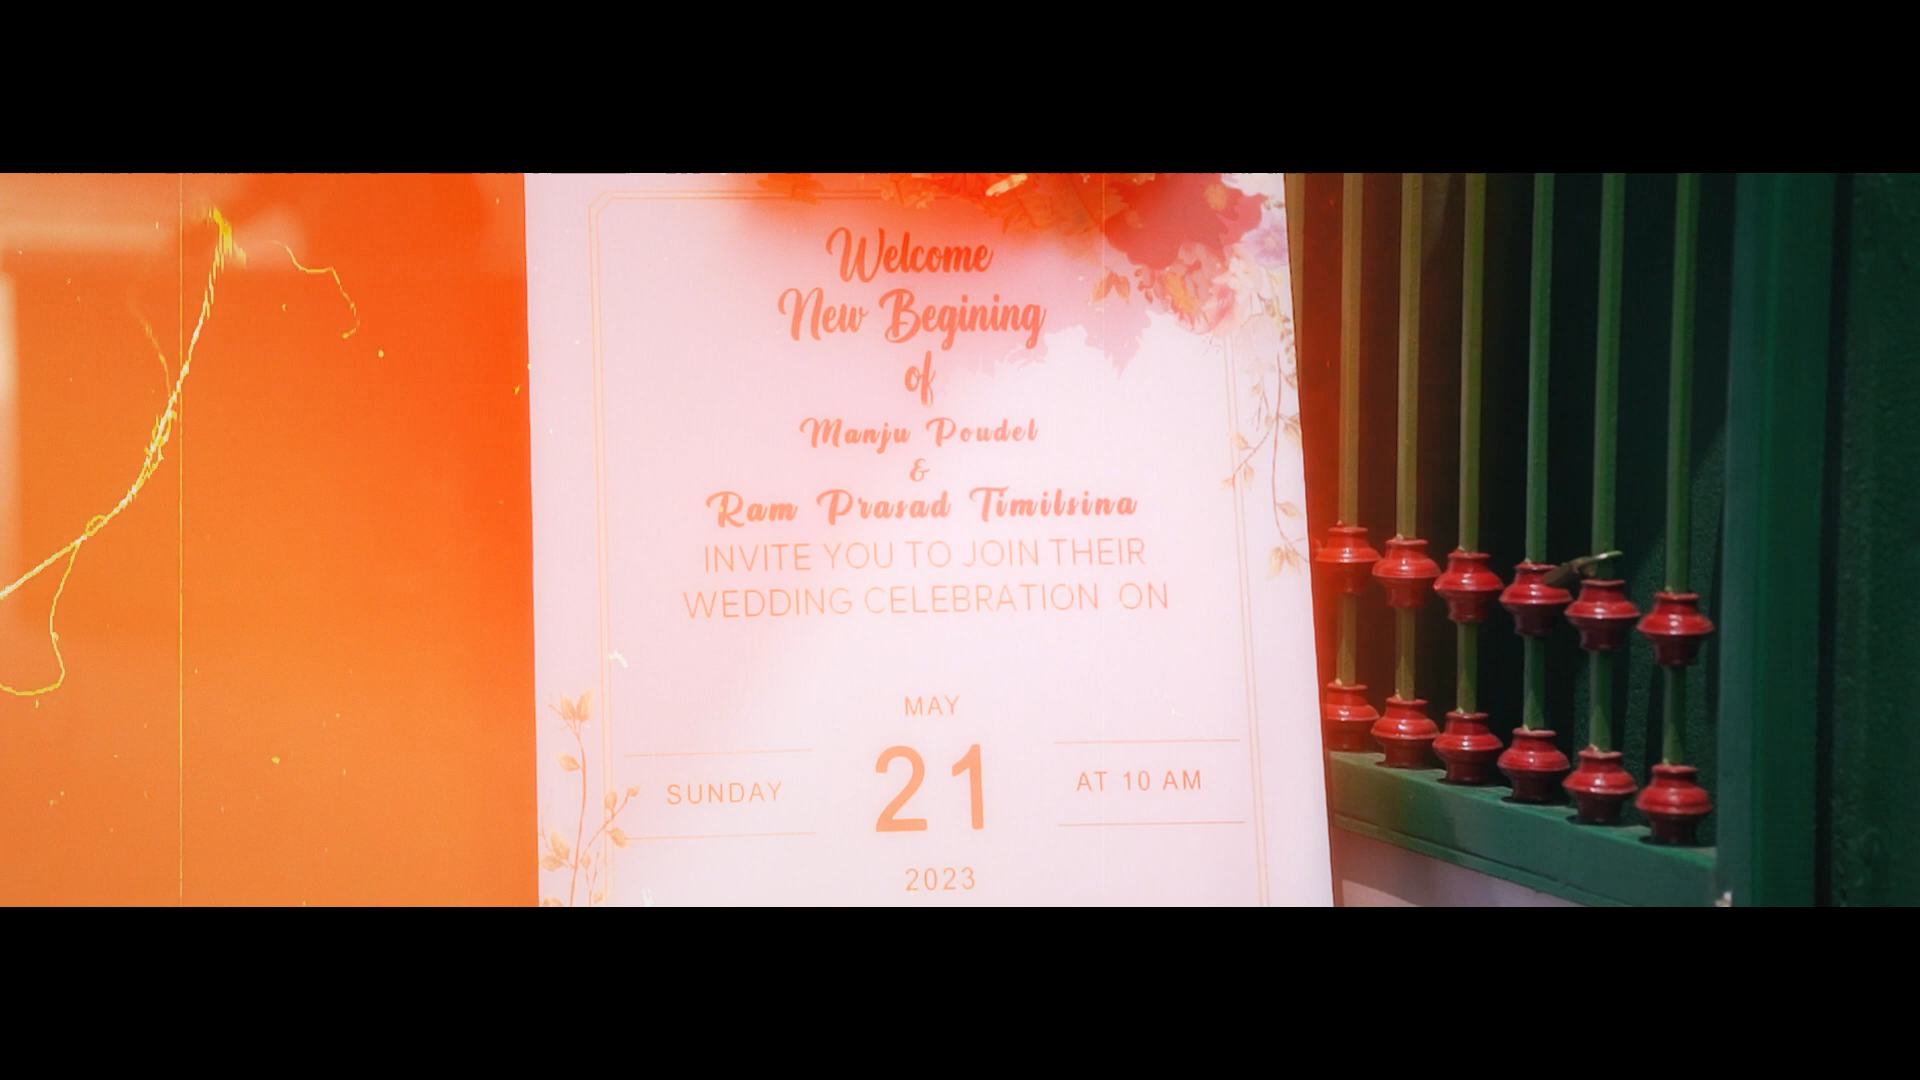 Welcome
New Begining
of
Manju Poudel
&
Ram Prasad Timilsina
INVITE YOU TO JOIN THEIR
WEDDING CELEBRATION ON
MAY
SUNDAY 21 AT 10 AM
2023